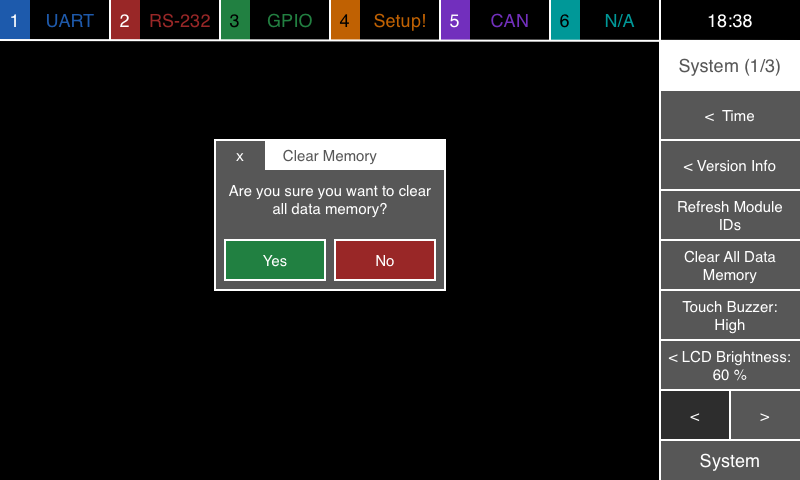 1 UART 2 RS-232 3 GPIO 4 Setup! 5 CAN 6 N/A 18:38
System (1/3)
< Time
< Version Info
Refresh Module
IDs
Clear All Data
Memory
Touch Buzzer:
High
< LCD Brightness:
60 %
< >
System
x Clear Memory
Are you sure you want to clear
all data memory?
Yes No